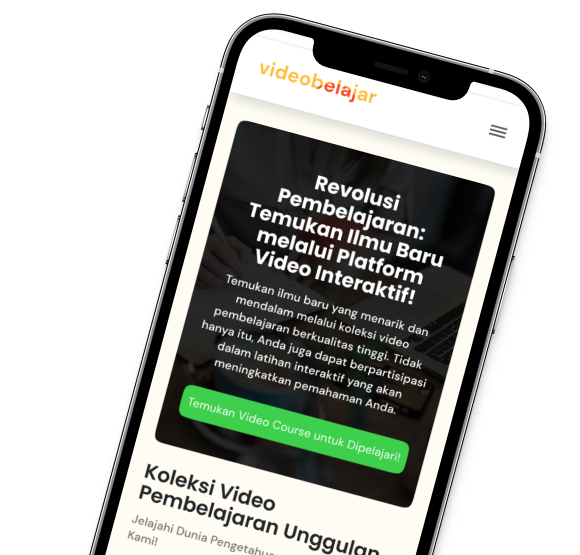 videobelajar
Revolusi
Pembelajaran:
Temukan Ilmu Baru
melalui Platform
Video Interaktif!
Temukan ilmu baru yang menarik dan
mendalam melalui koleksi video
pembelajaran berkualitas tinggi. Tidak
hanya itu, Anda juga dapat berpartisipasi
dalam latihan interaktif yang akan
meningkatkan pemahaman Anda.
Temukan Video Course untuk Dipelajari!
Koleksi Video
Pembelajaran Unggulan
Jelajahi Dunia
Kami!